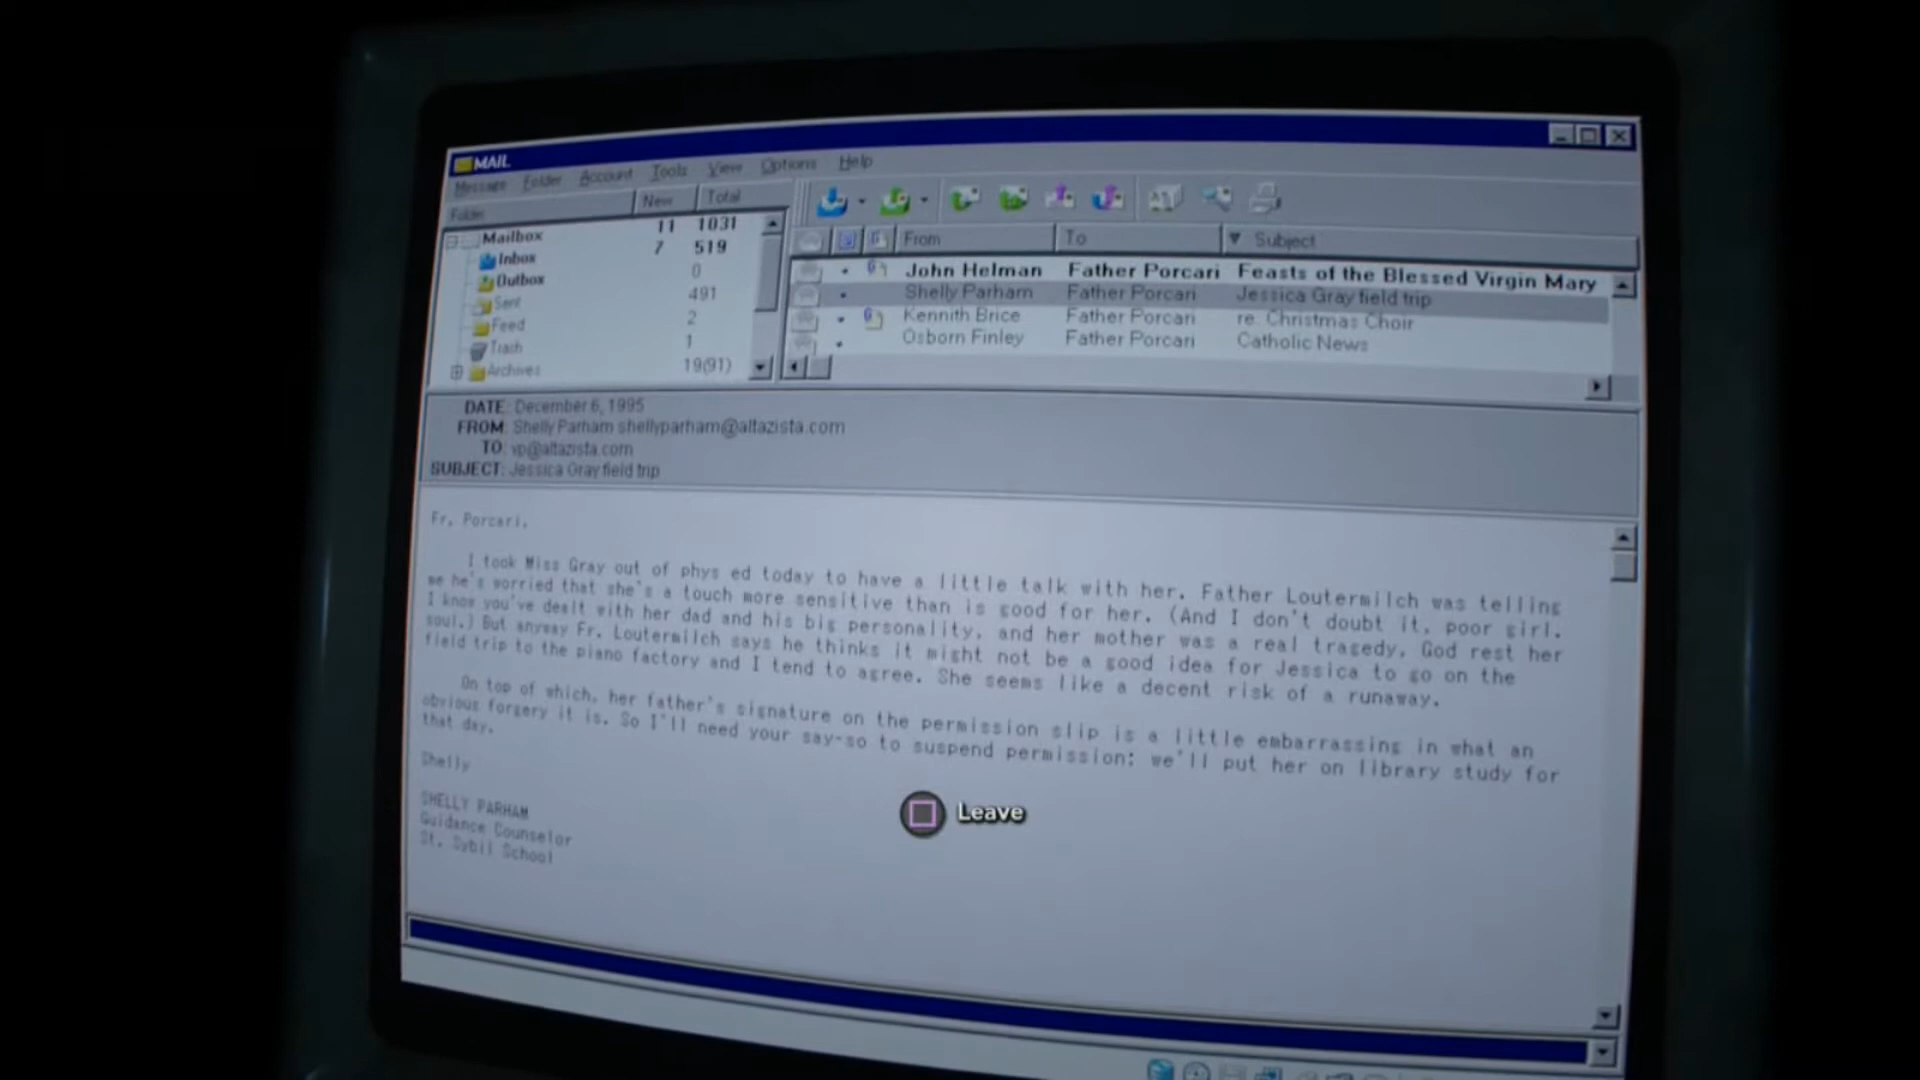 MAIL
Message Folder Account Tools View Options Help
Folder New Total
Mailbox 11 1031
Inbox 7 519
Outbox 0
Sent 491
Feed 2
Trash 1
Archives 19(91)
From To Subject
John Helman Father Porcari Feasts of the Blessed Virgin Mary
Shelly Parham Father Porcari Jessica Gray field trip
Kennith Brice Father Porcari re: Christmas Choir
Osborn Finley Father Porcari Catholic News
DATE: December 6, 1995
FROM: Shelly Parham shellyparham@altazista.com
TO: vp@altazista.com
SUBJECT: Jessica Gray field trip
Fr. Porcari,
I took Miss Gray out of phys ed today to have a little talk with her. Father Loutermilch was telling
me he's worried that she's a touch more sensitive than is good for her. (And I don't doubt it, poor girl.
I know you've dealt with her dad and his big personality, and her mother was a real tragedy, God rest her
soul.) But anyway Fr. Loutermilch says he thinks it might not be a good idea for Jessica to go on the
field trip to the piano factory and I tend to agree. She seems like a decent risk of a runaway.
On top of which, her father's signature on the permission slip is a little embarrassing in what an
obvious forgery it is. So I'll need your say-so to suspend permission; we'll put her on library study for
that day.
Shelly
SHELLY PARHAM
Guidance Counselor
St. Sybil School
Leave